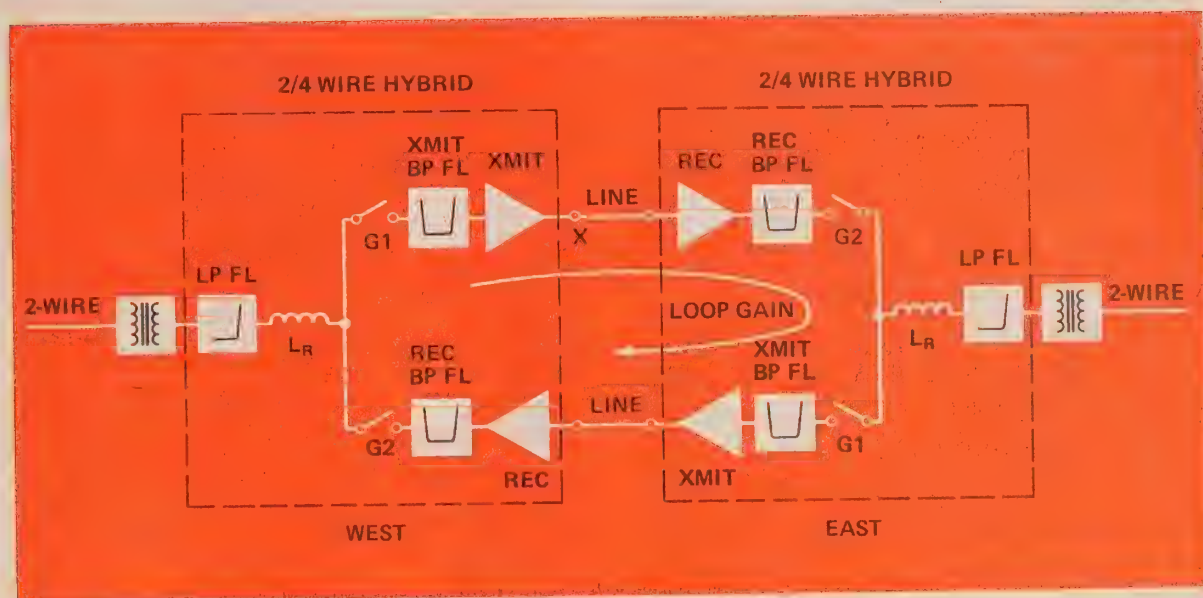 2/4 WIRE HYBRID
2/4 WIRE HYBRID
XMIT
BP FL
XMIT
REC
REC
BP FL
LINE
G1
X
G2
LP FL
LP FL
2-WIRE
2-WIRE
LOOP GAIN
LR
LR
REC
BP FL
XMIT
BP FL
LINE
G2
G1
REC
XMIT
WEST
EAST